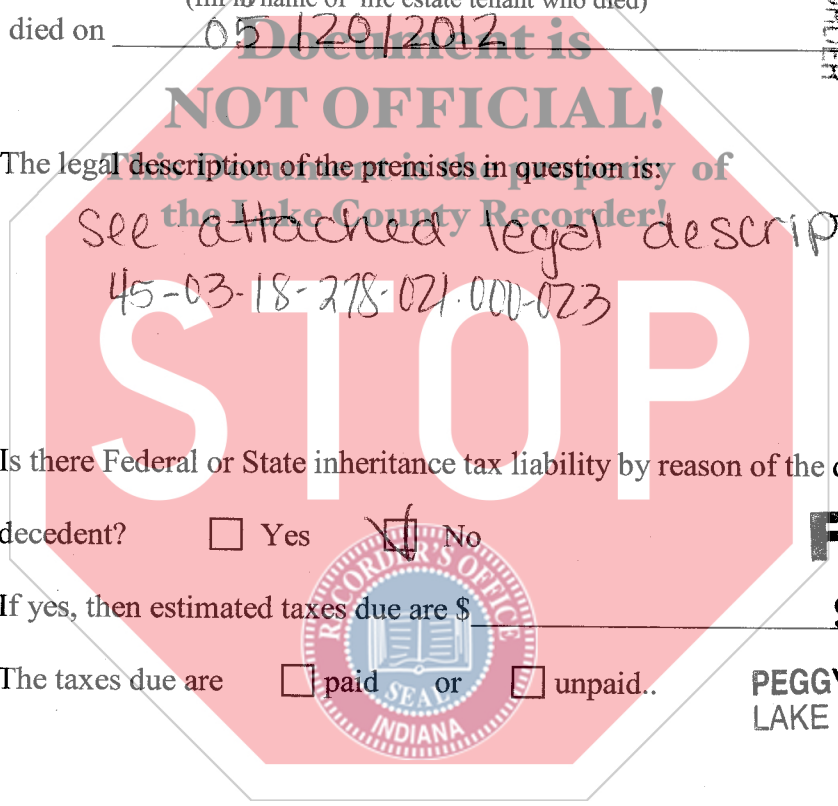 (fill in name of life estate tenant who died)
died on 05/20/2012
Document is
NOT OFFICIAL!
The legal description of the premises in question is:
This Document is the property of
the Lake County Recorder!
See attached legal descrip
45-03-18-278-021.000-023
STOP
Is there Federal or State inheritance tax liability by reason of the
decedent? Yes No
If yes, then estimated taxes due are $
The taxes due are paid or unpaid..
RECORDER'S OFFICE
SEAL
INDIANA
PEGGY
LAKE